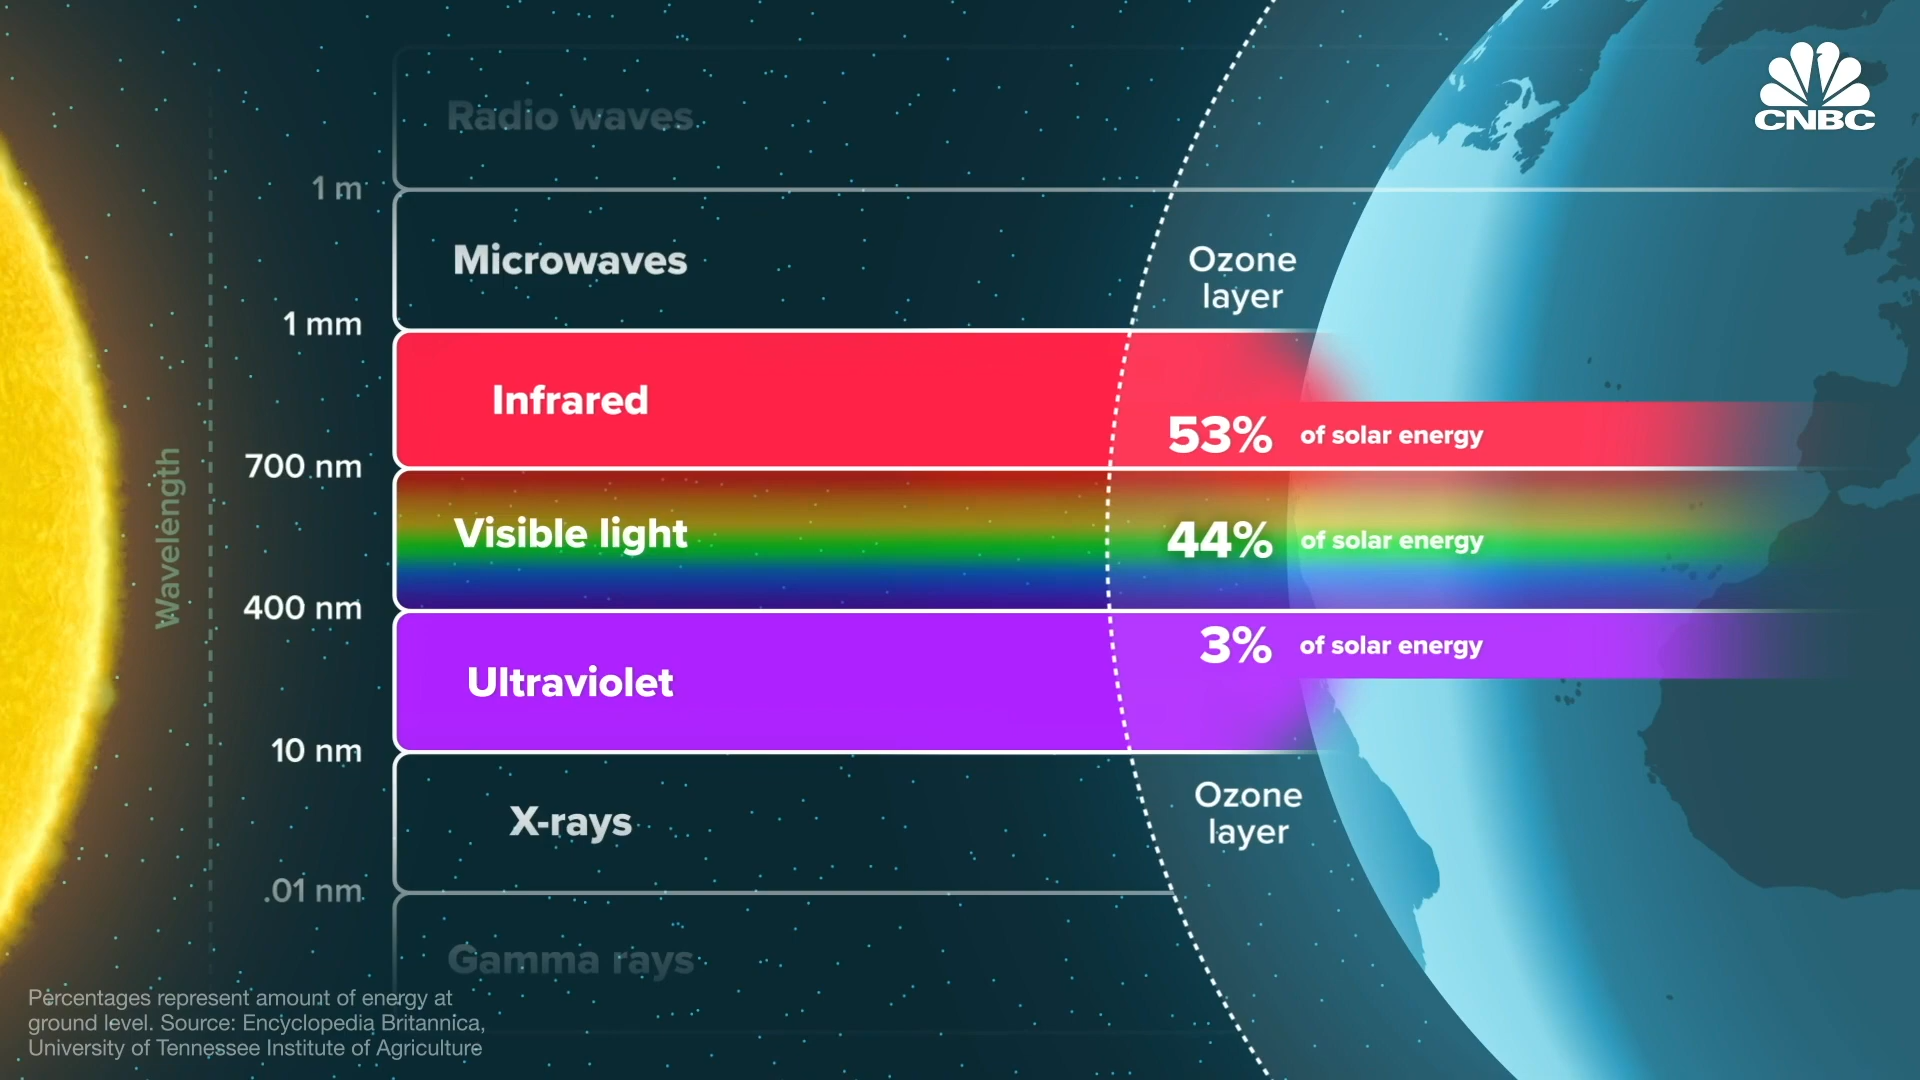 CNBC
Radio waves
1 m
Microwaves
Ozone
layer
1 mm
Infrared
53% of solar energy
700 nm
Visible light
44% of solar energy
Wavelength
400 nm
3% of solar energy
Ultraviolet
10 nm
Ozone
layer
X-rays
.01 nm
Gamma rays
Percentages represent amount of energy at
ground level. Source: Encyclopedia Britannica,
University of Tennessee Institute of Agriculture